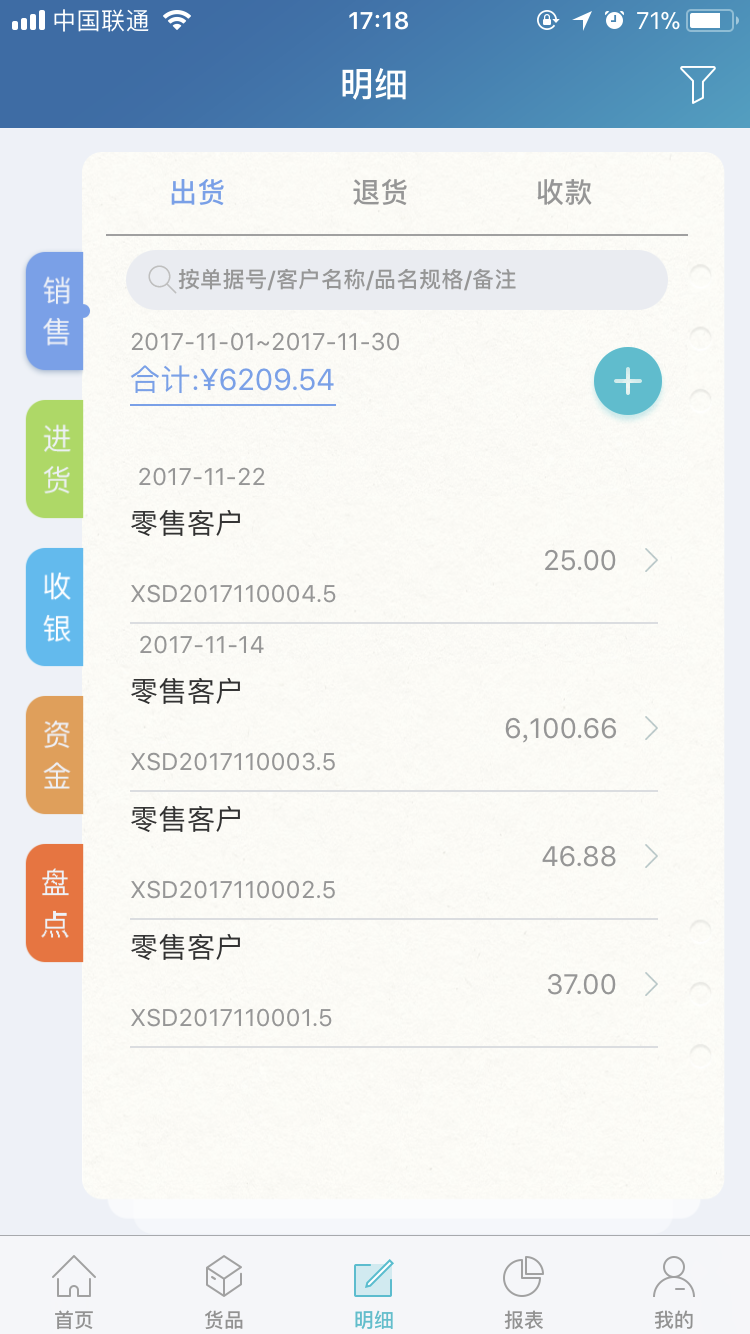 中国联通 17:18 71%
明细
出货 退货 收款
按单据号/客户名称/品名规格/备注
销售
进货
收银
资金
盘点
2017-11-01~2017-11-30
合计:¥6209.54
2017-11-22
零售客户
25.00
XSD2017110004.5
2017-11-14
零售客户
6,100.66
XSD2017110003.5
零售客户
46.88
XSD2017110002.5
零售客户
37.00
XSD2017110001.5
首页 货品 明细 报表 我的